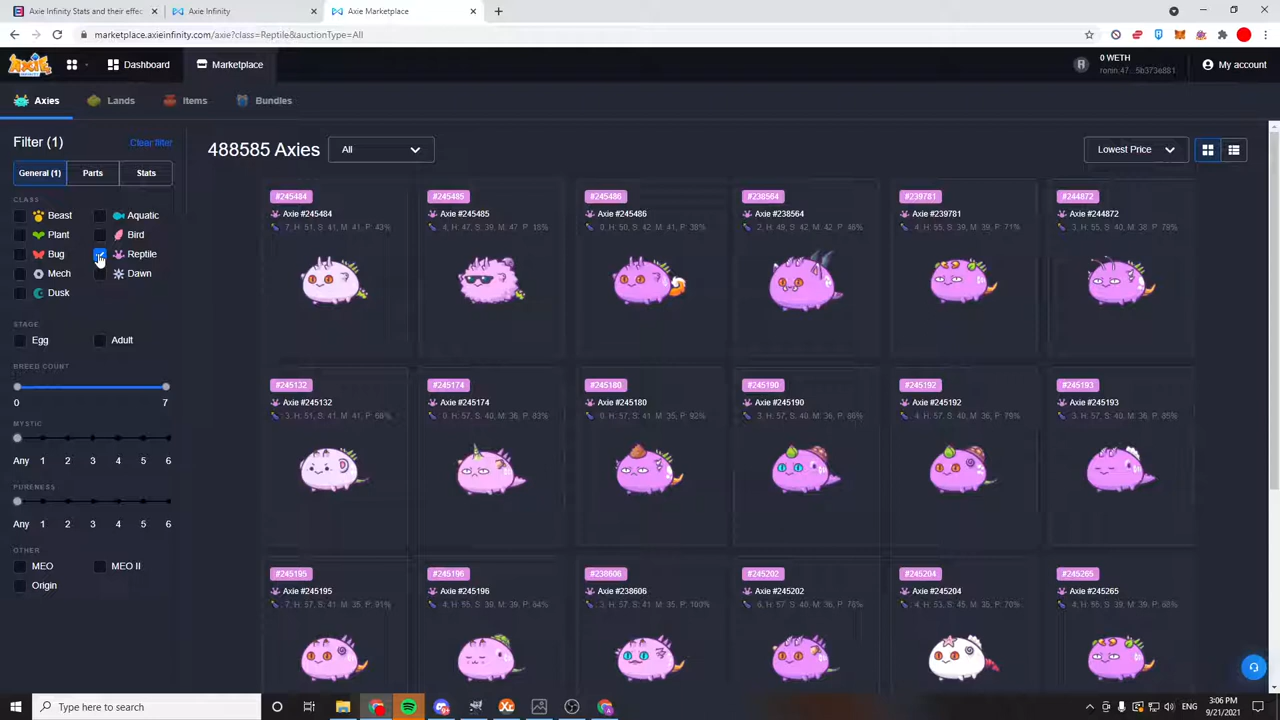 Axie Infinity Stats and their effec
Axie Infinity
Axie Marketplace
marketplace.axieinfinity.com/axie?class=Reptile&auctionType=All
AXIE
Dashboard
Marketplace
0 WETH
ronin:47...5b373e881
My account
Axies
Lands
Items
Bundles
Filter (1)
Clear filter
488585 Axies
All
Lowest Price
General (1)
Parts
Stats
CLASS
Beast
Aquatic
Plant
Bird
Bug
Reptile
Mech
Dawn
Dusk
STAGE
Egg
Adult
BREED COUNT
0
7
MYSTIC
Any 1 2 3 4 5 6
PURENESS
Any 1 2 3 4 5 6
OTHER
MEO
MEO II
Origin
#245484
Axie #245484
#245485
Axie #245485
#245486
Axie #245486
#238564
Axie #238564
#239781
Axie #239781
#244872
Axie #244872
#245132
Axie #245132
#245174
Axie #245174
#245180
Axie #245180
#245190
Axie #245190
#245192
Axie #245192
#245193
Axie #245193
#245195
Axie #245195
#245196
Axie #245196
#238606
Axie #238606
#245202
Axie #245202
#245204
Axie #245204
#245265
Axie #245265
Type here to search
ENG
3:06 PM
9/21/2021